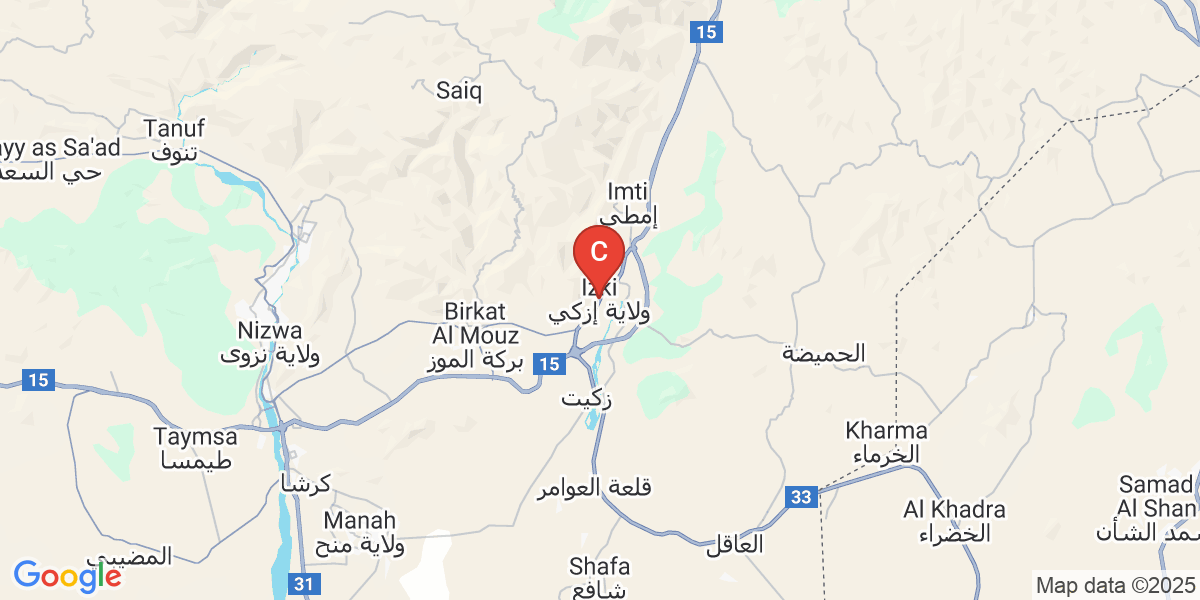 15
Saiq
Tanuf
تنوف
ayy as Sa'ad
حي السعد
Imti
إمطي
C
Izki
ولاية إزكي
Birkat
Al Mouz
بركة الموز
Nizwa
ولاية نزوى
الحميضة
15
15
زكيت
Taymsa
طيمسا
Kharma
الخرماء
كرشا
قلعة العوامر
33
Samad
Al Shan
سمد الشأن
Al Khadra
الخضراء
Manah
ولاية منح
العاقل
المضيبي
Shafa
شافع
31
Google
Map data ©2025